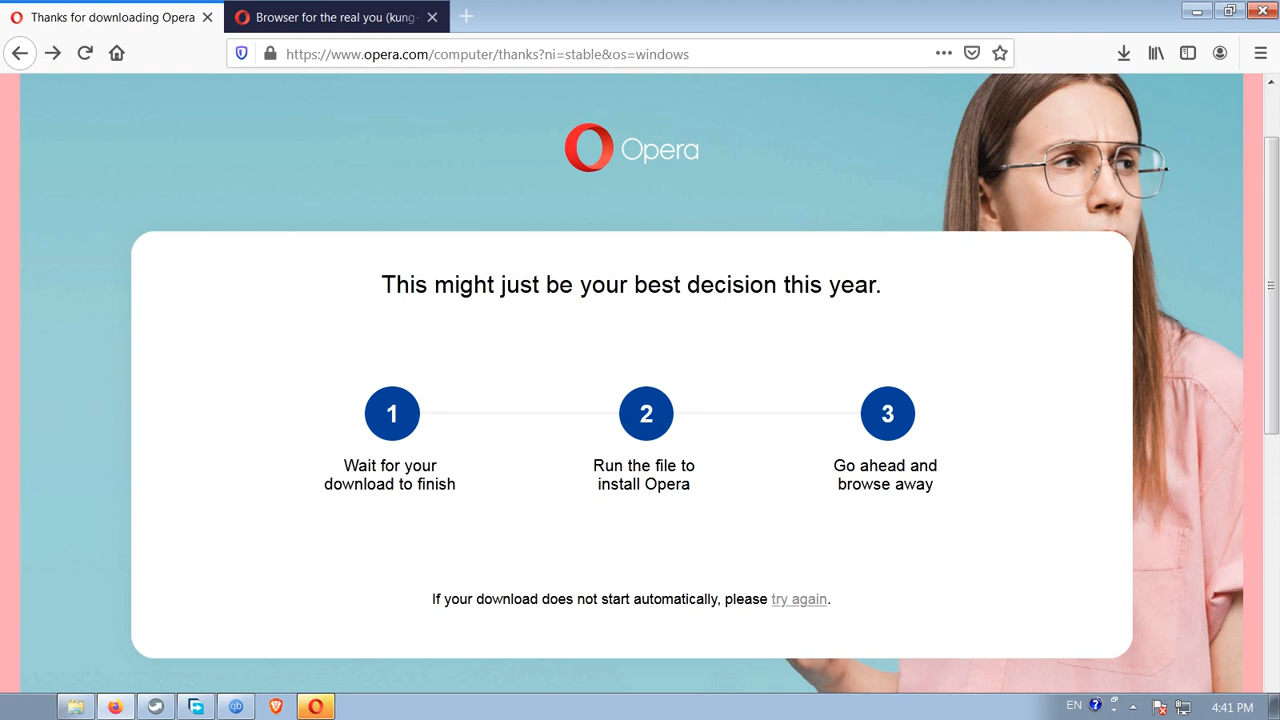 Thanks for downloading Opera
Browser for the real you (kung-
https://www.opera.com/computer/thanks?ni=stable&os=windows
Opera
This might just be your best decision this year.
1
2
3
Wait for your
download to finish
Run the file to
install Opera
Go ahead and
browse away
If your download does not start automatically, please try again.
qb
EN
4:41 PM